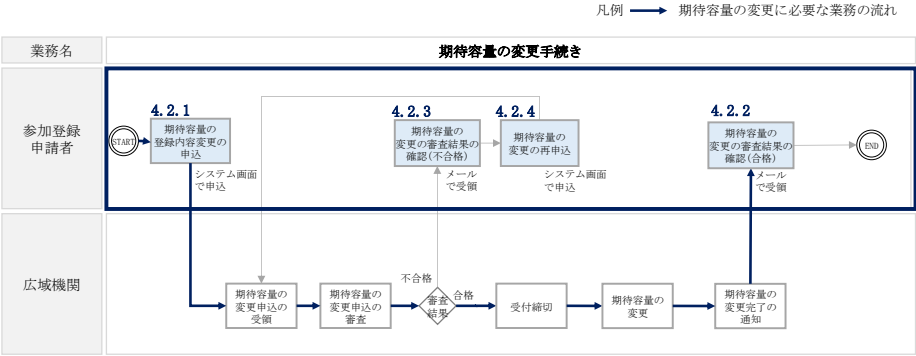 凡例 期待容量の変更に必要な業務の流れ
業務名
期待容量の変更手続き
参加登録
申請者
START
4.2.1
期待容量の
登録内容変更の
申込
システム画面
で申込
4.2.3
期待容量の
変更の審査結果の
確認(不合格)
メール
で受領
4.2.4
期待容量の
変更の再申込
システム画面
で申込
4.2.2
期待容量の
変更の審査結果の
確認(合格)
メール
で受領
END
広域機関
期待容量の
変更申込の
受領
期待容量の
変更申込の
審査
不合格
審査
結果
合格
受付締切
期待容量の
変更
期待容量の
変更完了の
通知